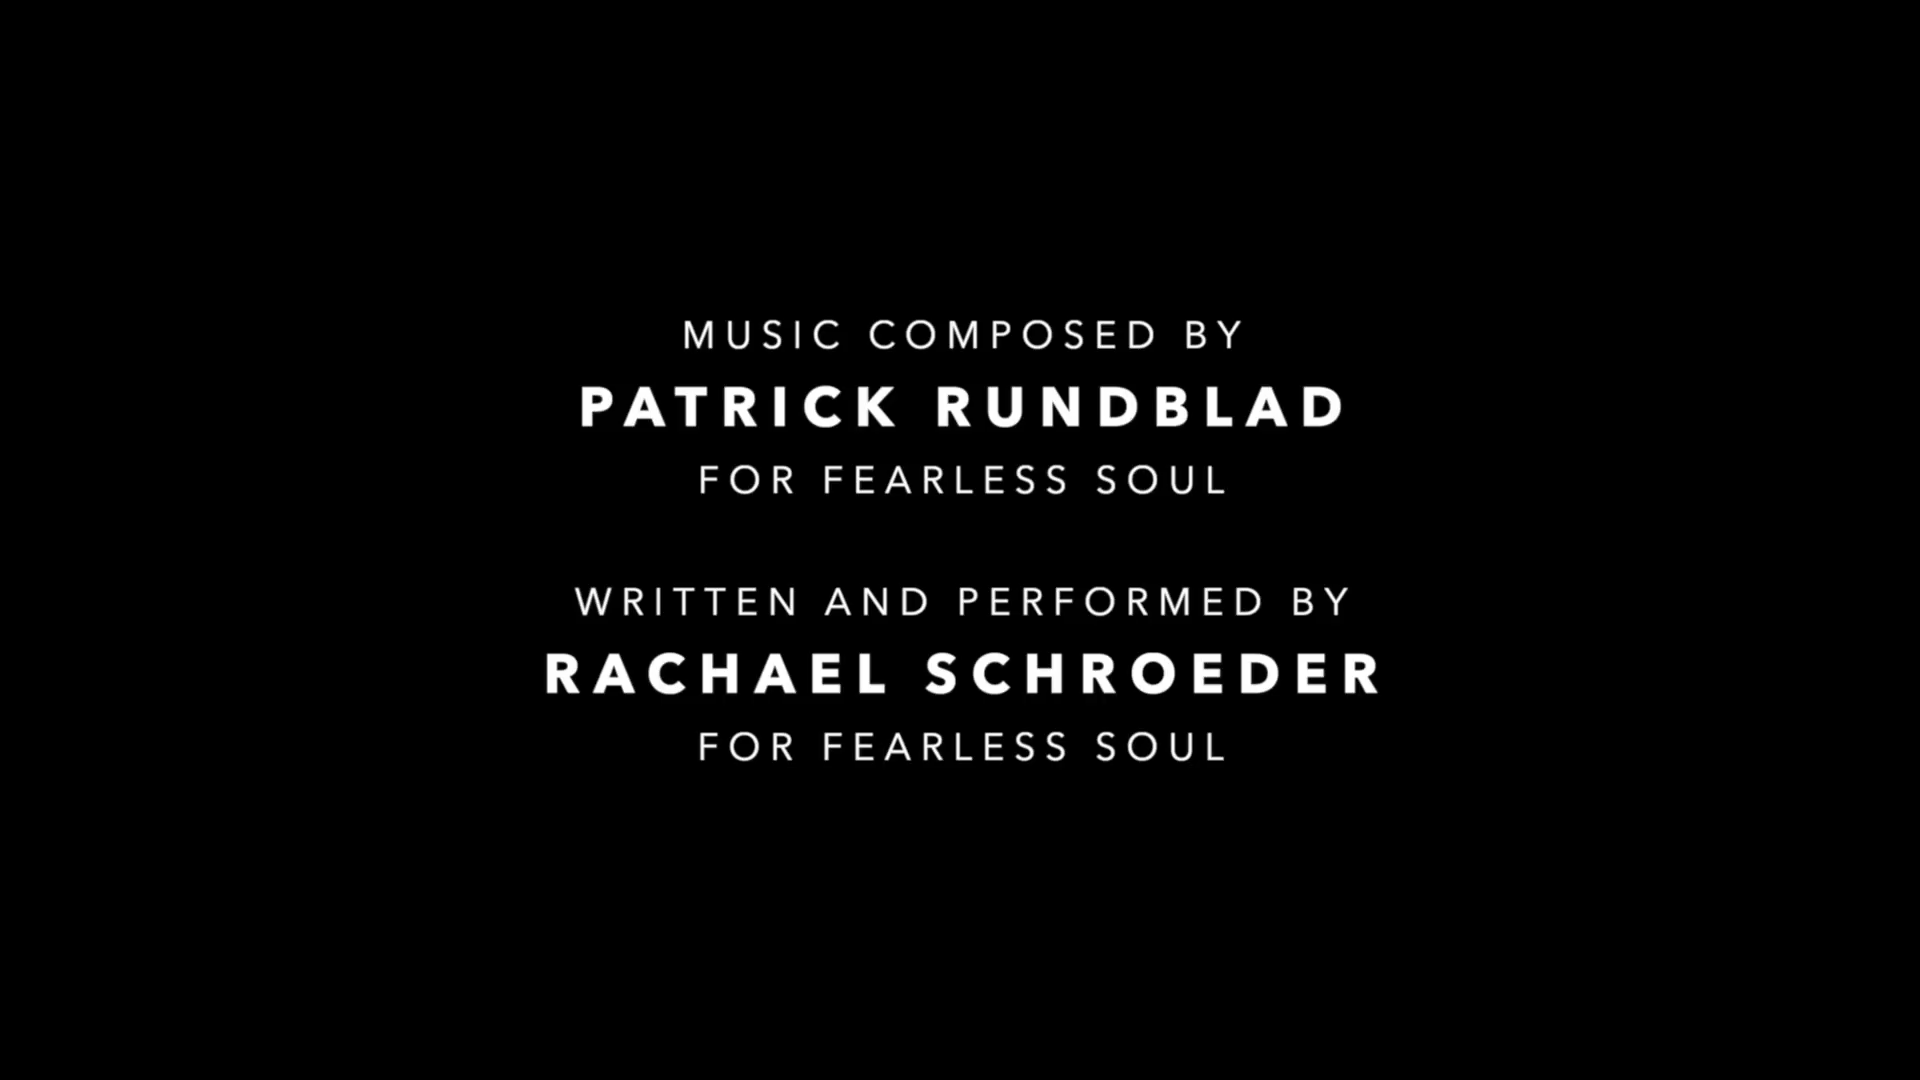 MUSIC COMPOSED BY
PATRICK RUNDBLAD
FOR FEARLESS SOUL
WRITTEN AND PERFORMED BY
RACHAEL SCHROEDER
FOR FEARLESS SOUL